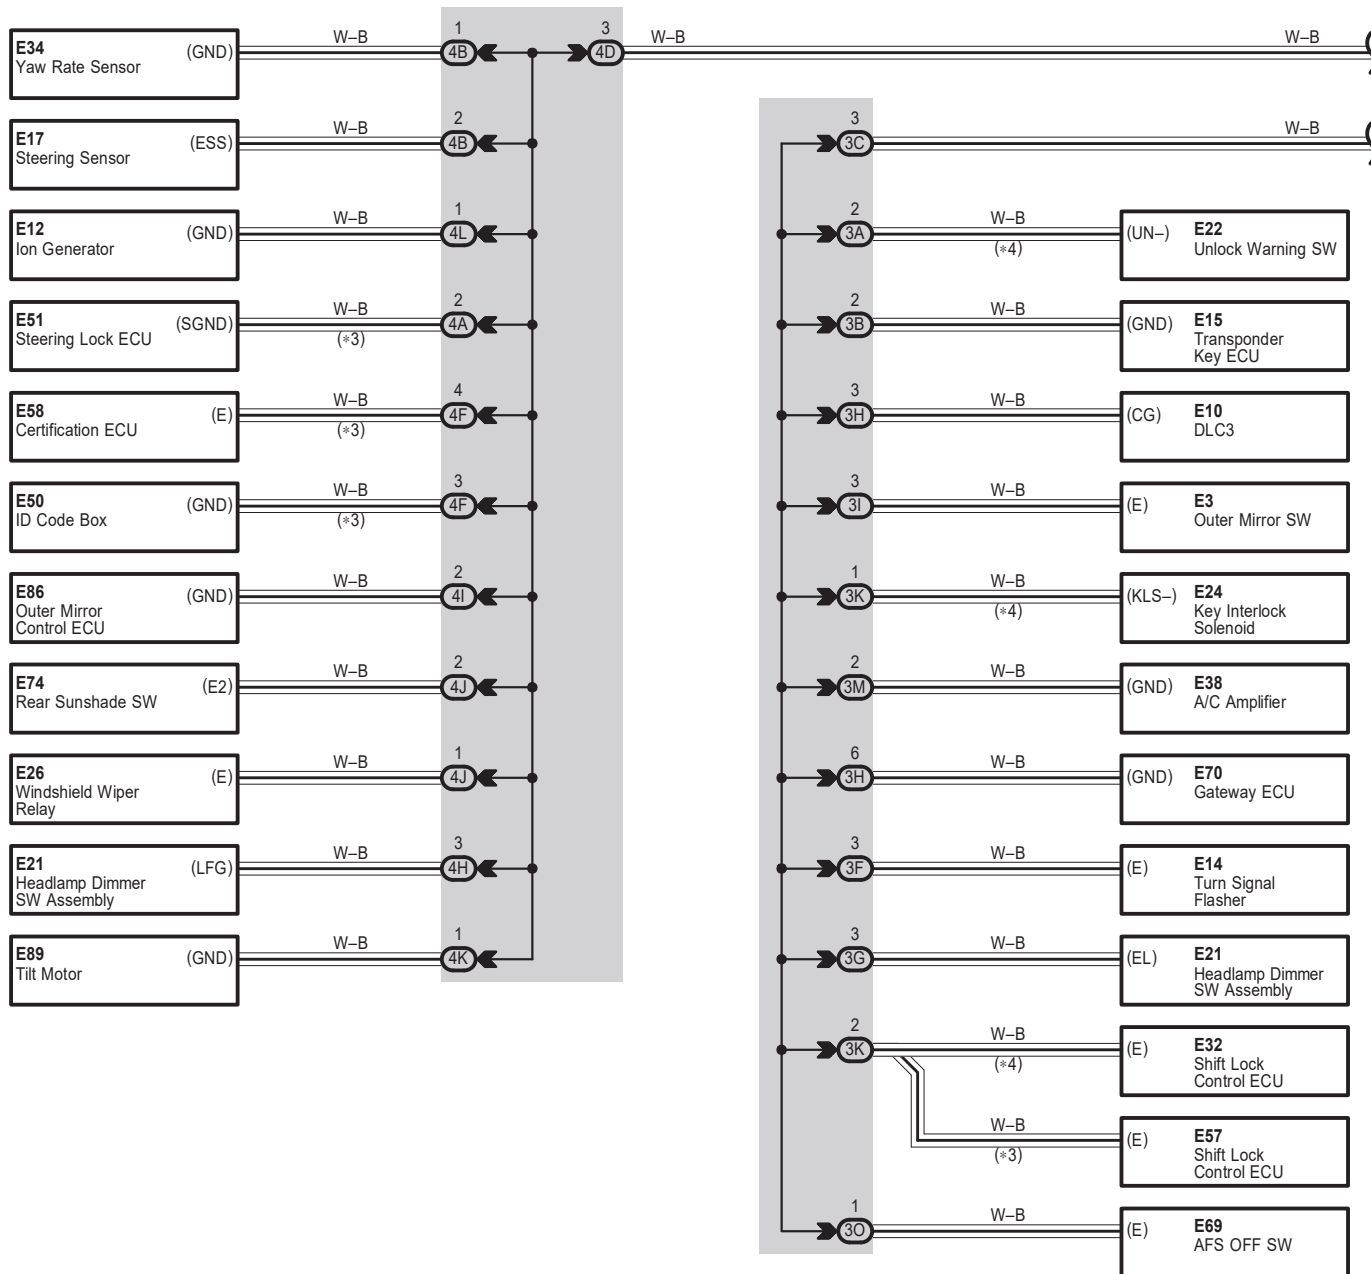 E34
Yaw Rate Sensor
(GND)
W–B
1
4B
3
4D
W–B
W–B
E17
Steering Sensor
(ESS)
W–B
2
4B
3
3C
W–B
E12
Ion Generator
(GND)
W–B
1
4L
2
3A
W–B
(*4)
(UN–)
E22
Unlock Warning SW
E51
Steering Lock ECU
(SGND)
W–B
(*3)
2
4A
2
3B
W–B
(GND)
E15
Transponder
Key ECU
E58
Certification ECU
(E)
W–B
(*3)
4
4F
3
3H
W–B
(CG)
E10
DLC3
E50
ID Code Box
(GND)
W–B
(*3)
3
4F
3
3I
W–B
(E)
E3
Outer Mirror SW
E86
Outer Mirror
Control ECU
(GND)
W–B
2
4I
1
3K
W–B
(*4)
(KLS–)
E24
Key Interlock
Solenoid
E74
Rear Sunshade SW
(E2)
W–B
2
4J
2
3M
W–B
(GND)
E38
A/C Amplifier
E26
Windshield Wiper
Relay
(E)
W–B
1
4J
6
3H
W–B
(GND)
E70
Gateway ECU
E21
Headlamp Dimmer
SW Assembly
(LFG)
W–B
3
4H
3
3F
W–B
(E)
E14
Turn Signal
Flasher
E89
Tilt Motor
(GND)
W–B
1
4K
3
3G
W–B
(EL)
E21
Headlamp Dimmer
SW Assembly
2
3K
W–B
(*4)
(E)
E32
Shift Lock
Control ECU
W–B
(*3)
(E)
E57
Shift Lock
Control ECU
1
3O
W–B
(E)
E69
AFS OFF SW